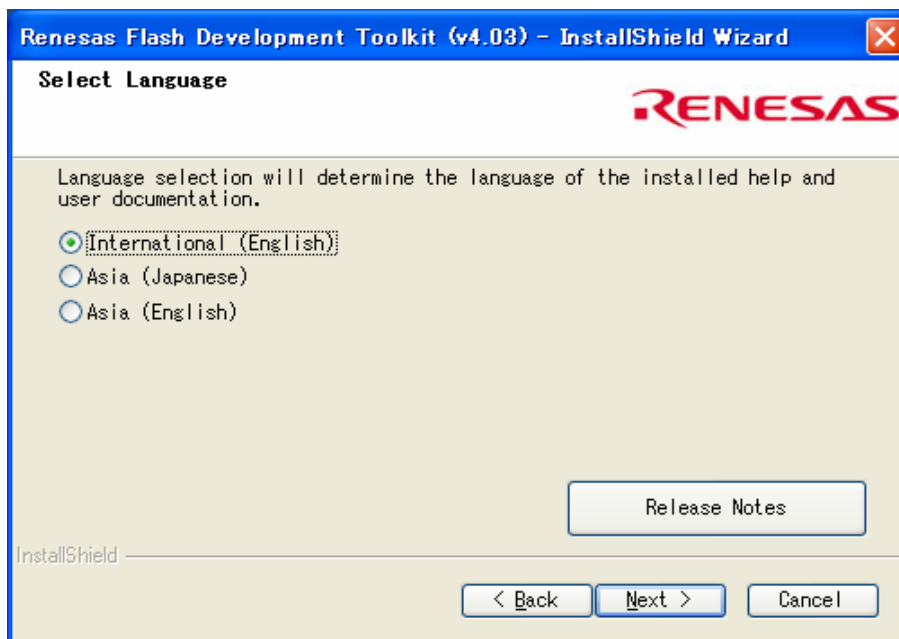 Renesas Flash Development Toolkit (v4.03) - InstallShield Wizard
Select Language
RENESAS
Language selection will determine the language of the installed help and
user documentation.
International (English)
Asia (Japanese)
Asia (English)
Release Notes
InstallShield
< Back
Next >
Cancel